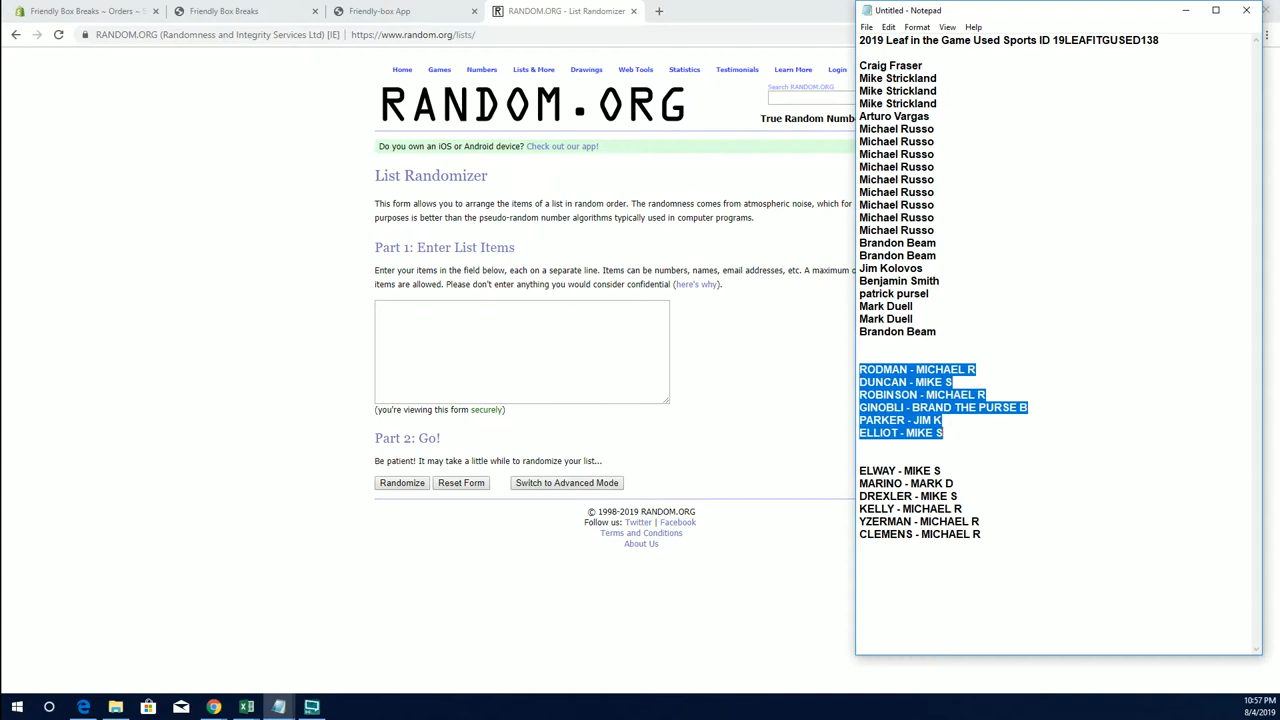 Friendly Box Breaks ~ Orders ~ S
Friendly Box Breaks
Friendly-box App
RANDOM.ORG - List Randomizer
RANDOM.ORG (Randomness and Integrity Services Ltd) [IE] | https://www.random.org/lists/
Home Games Numbers Lists & More Drawings Web Tools Statistics Testimonials Learn More Login
RANDOM.ORG
Search RANDOM.ORG
True Random Numb
Do you own an iOS or Android device? Check out our app!
List Randomizer
This form allows you to arrange the items of a list in random order. The randomness comes from atmospheric noise, which for
purposes is better than the pseudo-random number algorithms typically used in computer programs.
Part 1: Enter List Items
Enter your items in the field below, each on a separate line. Items can be numbers, names, email addresses, etc. A maximum
items are allowed. Please don't enter anything you would consider confidential (here's why).
(you're viewing this form securely)
Part 2: Go!
Be patient! It may take a little while to randomize your list...
Randomize Reset Form Switch to Advanced Mode
© 1998-2019 RANDOM.ORG
Follow us: Twitter | Facebook
Terms and Conditions
About Us
Untitled - Notepad
File Edit Format View Help
2019 Leaf in the Game Used Sports ID 19LEAFITGUSED138
Craig Fraser
Mike Strickland
Mike Strickland
Mike Strickland
Arturo Vargas
Michael Russo
Michael Russo
Michael Russo
Michael Russo
Michael Russo
Michael Russo
Michael Russo
Michael Russo
Michael Russo
Brandon Beam
Brandon Beam
Jim Kolovos
Benjamin Smith
patrick pursel
Mark Duell
Mark Duell
Brandon Beam
RODMAN - MICHAEL R
DUNCAN - MIKE S
ROBINSON - MICHAEL R
GINOBLI - BRAND THE PURSE B
PARKER - JIM K
ELLIOT - MIKE S
ELWAY - MIKE S
MARINO - MARK D
DREXLER - MIKE S
KELLY - MICHAEL R
YZERMAN - MICHAEL R
CLEMENS - MICHAEL R
10:57 PM
8/4/2019